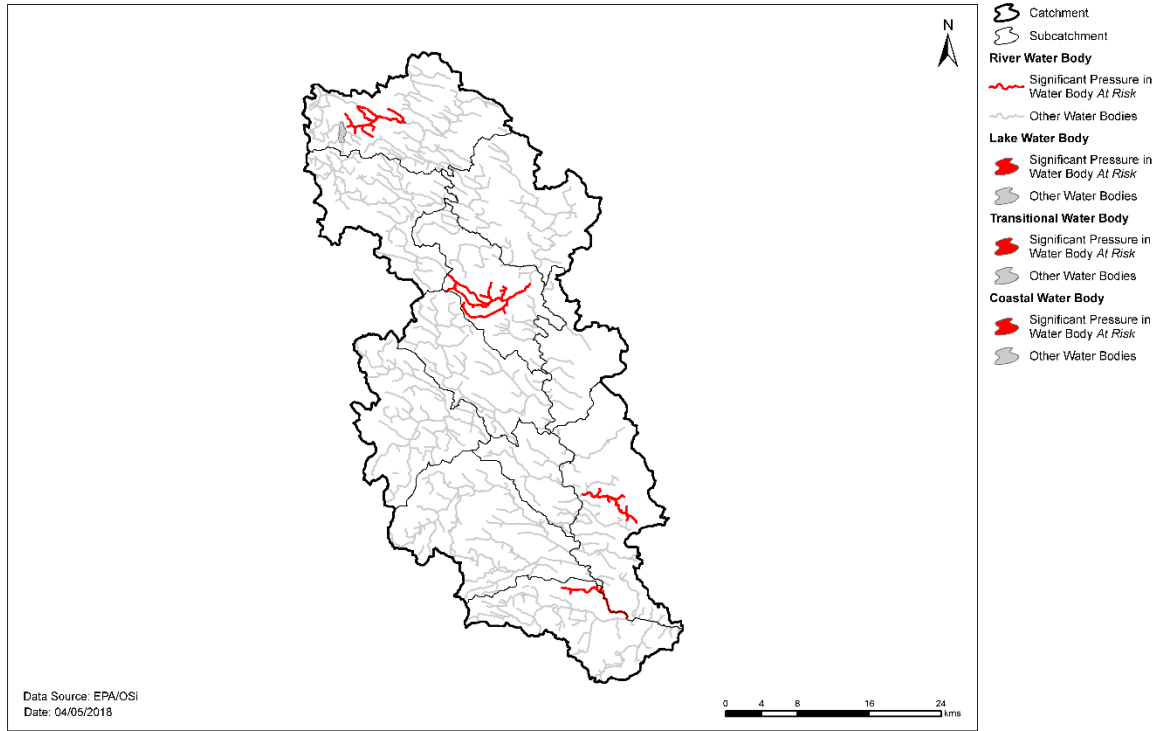 N
Catchment
Subcatchment
River Water Body
Significant Pressure in
Water Body At Risk
Other Water Bodies
Lake Water Body
Significant Pressure in
Water Body At Risk
Other Water Bodies
Transitional Water Body
Significant Pressure in
Water Body At Risk
Other Water Bodies
Coastal Water Body
Significant Pressure in
Water Body At Risk
Other Water Bodies
Data Source: EPA/OSi
Date: 04/05/2018
0 4 8 16 24
kms